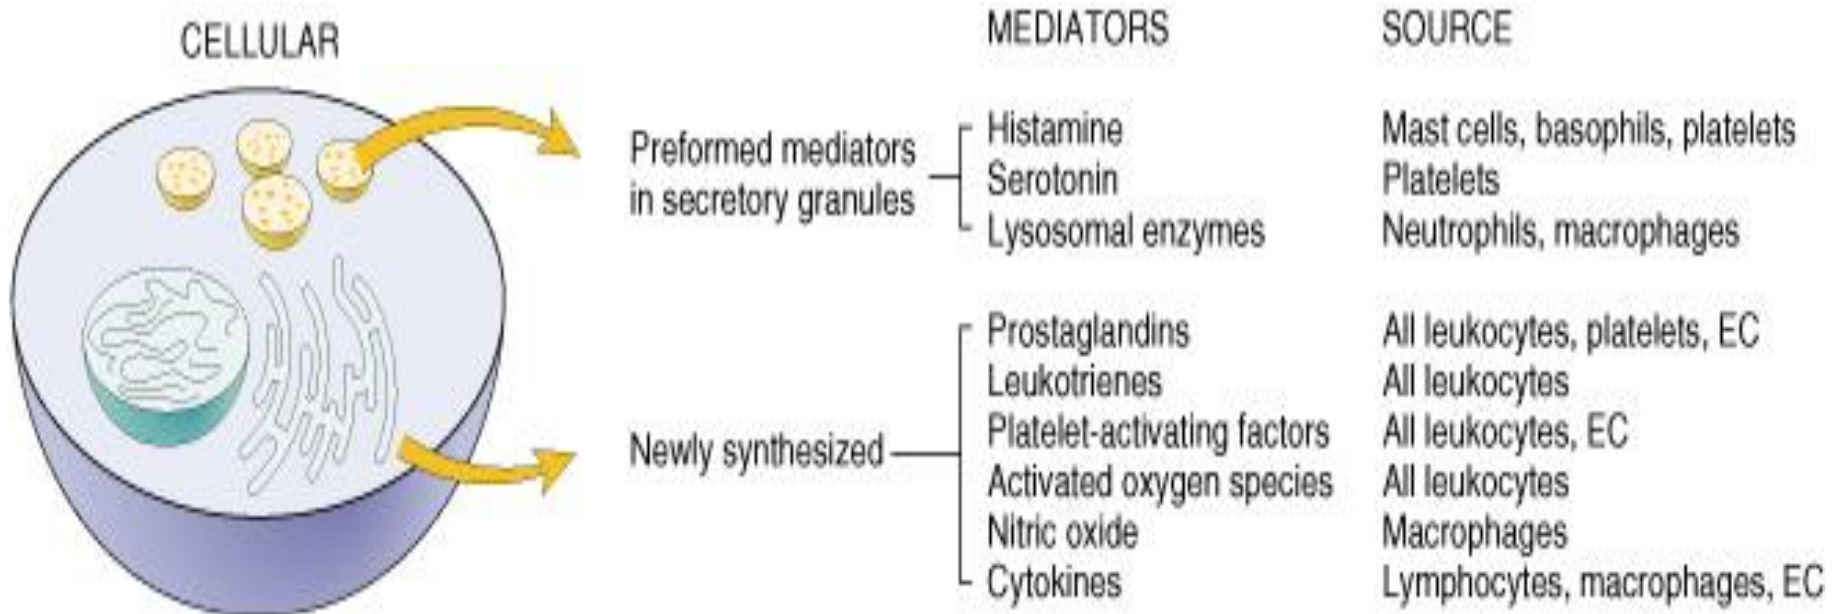 CELLULAR
MEDIATORS SOURCE
Preformed mediators
in secretory granules
Histamine Mast cells, basophils, platelets
Serotonin Platelets
Lysosomal enzymes Neutrophils, macrophages
Newly synthesized
Prostaglandins All leukocytes, platelets, EC
Leukotrienes All leukocytes
Platelet-activating factors All leukocytes, EC
Activated oxygen species All leukocytes
Nitric oxide Macrophages
Cytokines Lymphocytes, macrophages, EC